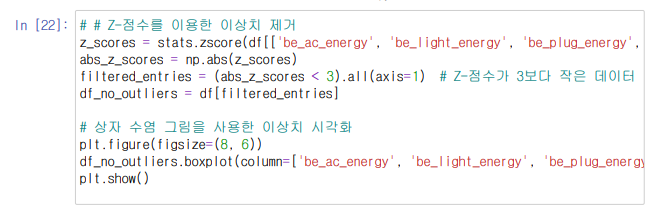 In [22]: # # Z-점수를 이용한 이상치 제거
z_scores = stats.zscore(df[['be_ac_energy', 'be_light_energy', 'be_plug_energy',
abs_z_scores = np.abs(z_scores)
filtered_entries = (abs_z_scores < 3).all(axis=1)  # Z-점수가 3보다 작은 데이터
df_no_outliers = df[filtered_entries]
# 상자 수염 그림을 사용한 이상치 시각화
plt.figure(figsize=(8, 6))
df_no_outliers.boxplot(column=['be_ac_energy', 'be_light_energy', 'be_plug_energy
plt.show()